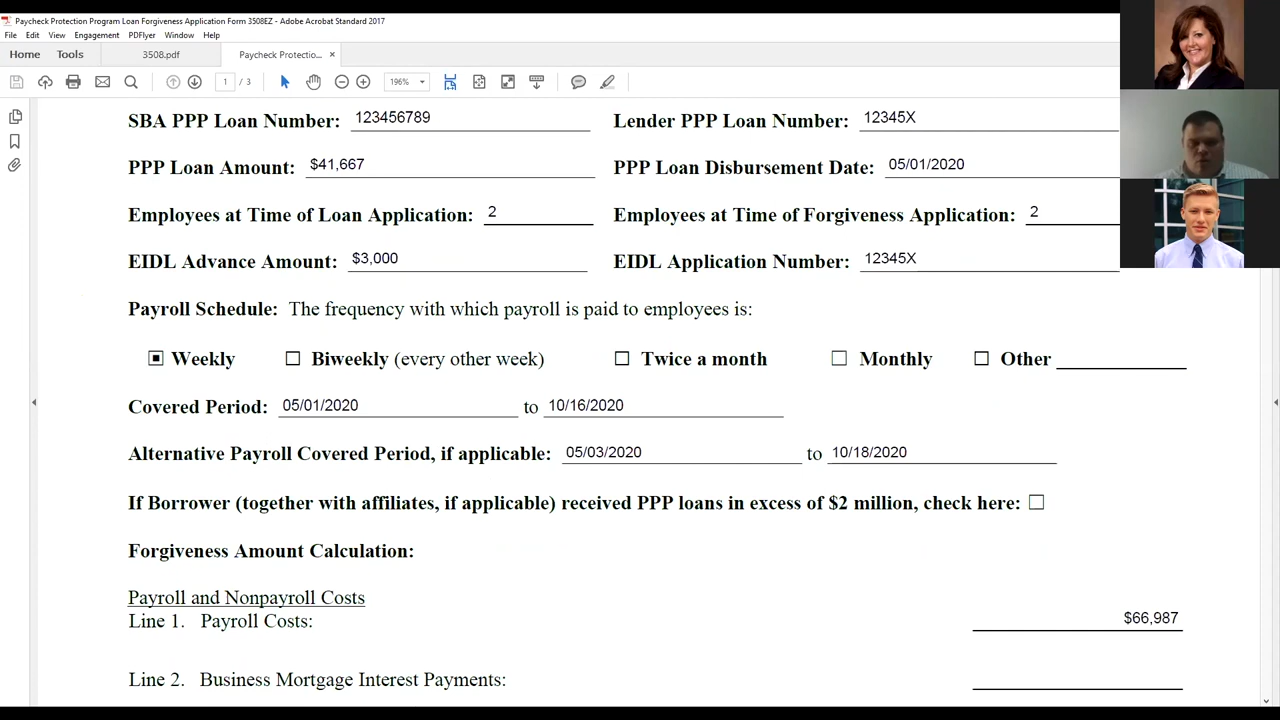 Paycheck Protection Program Loan Forgiveness Application Form 3508EZ - Adobe Acrobat Standard 2017
File Edit View Engagement PDFlyer Window Help
Home Tools 3508.pdf Paycheck Protectio... ×
1 / 3 196%
SBA PPP Loan Number: 123456789 Lender PPP Loan Number: 12345X
PPP Loan Amount: $41,667 PPP Loan Disbursement Date: 05/01/2020
Employees at Time of Loan Application: 2 Employees at Time of Forgiveness Application: 2
EIDL Advance Amount: $3,000 EIDL Application Number: 12345X
Payroll Schedule: The frequency with which payroll is paid to employees is:
Weekly Biweekly (every other week) Twice a month Monthly Other
Covered Period: 05/01/2020 to 10/16/2020
Alternative Payroll Covered Period, if applicable: 05/03/2020 to 10/18/2020
If Borrower (together with affiliates, if applicable) received PPP loans in excess of $2 million, check here:
Forgiveness Amount Calculation:
Payroll and Nonpayroll Costs
Line 1. Payroll Costs: $66,987
Line 2. Business Mortgage Interest Payments: